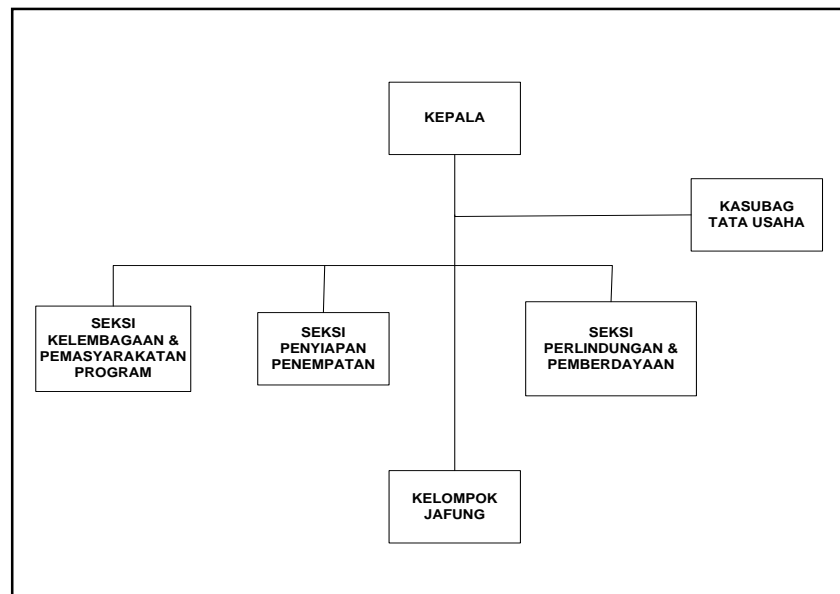 KEPALA
KASUBAG
TATA USAHA
SEKSI
KELEMBAGAAN &
PEMASYARAKATAN
PROGRAM
SEKSI
PENYIAPAN
PENEMPATAN
SEKSI
PERLINDUNGAN &
PEMBERDAYAAN
KELOMPOK
JAFUNG